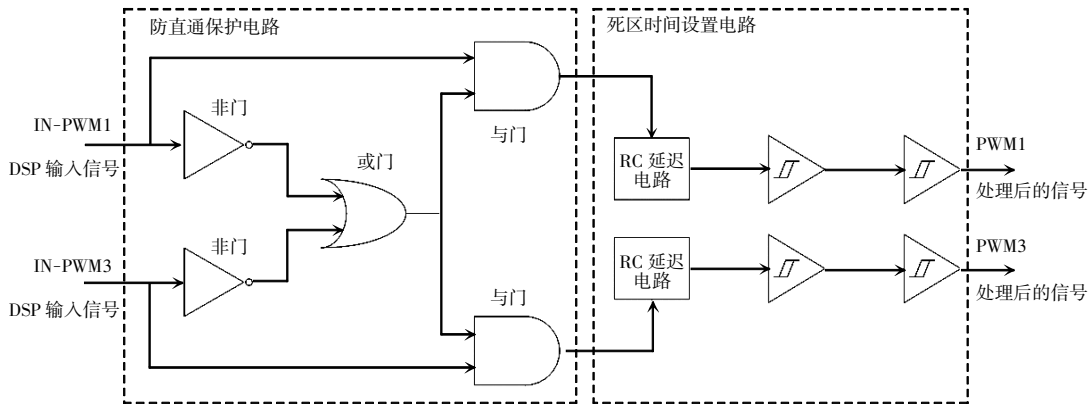 防直通保护电路
死区时间设置电路
非门
IN-PWM1
DSP 输入信号
或门
与门
RC 延迟
电路
PWM1
处理后的信号
非门
IN-PWM3
DSP 输入信号
与门
RC 延迟
电路
PWM3
处理后的信号